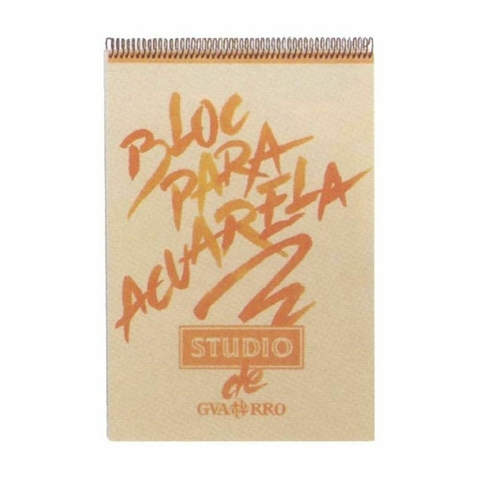 BLOC
PARA
ACUARELA
STUDIO
de
GVARRO